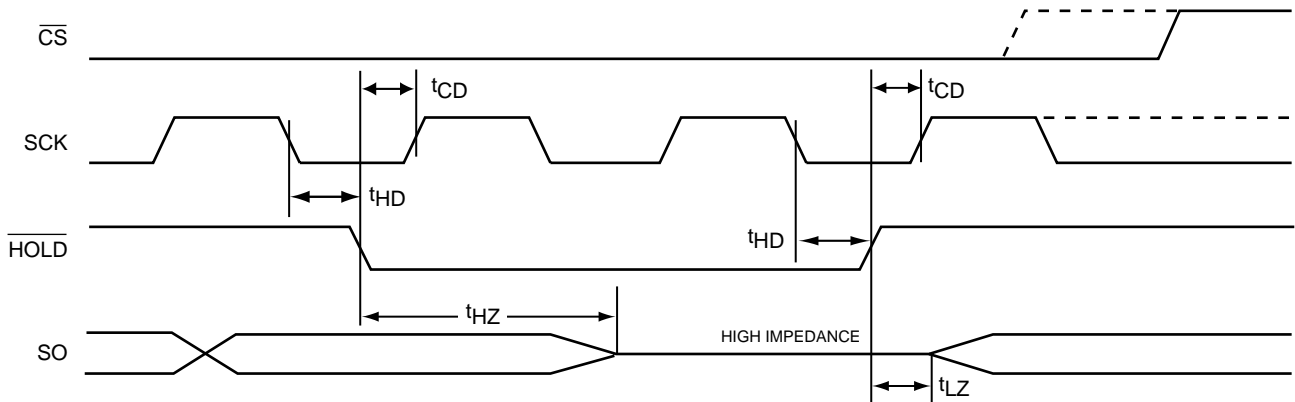 CS
tCD
tCD
SCK
tHD
HOLD
tHD
tHZ
HIGH IMPEDANCE
SO
tLZ